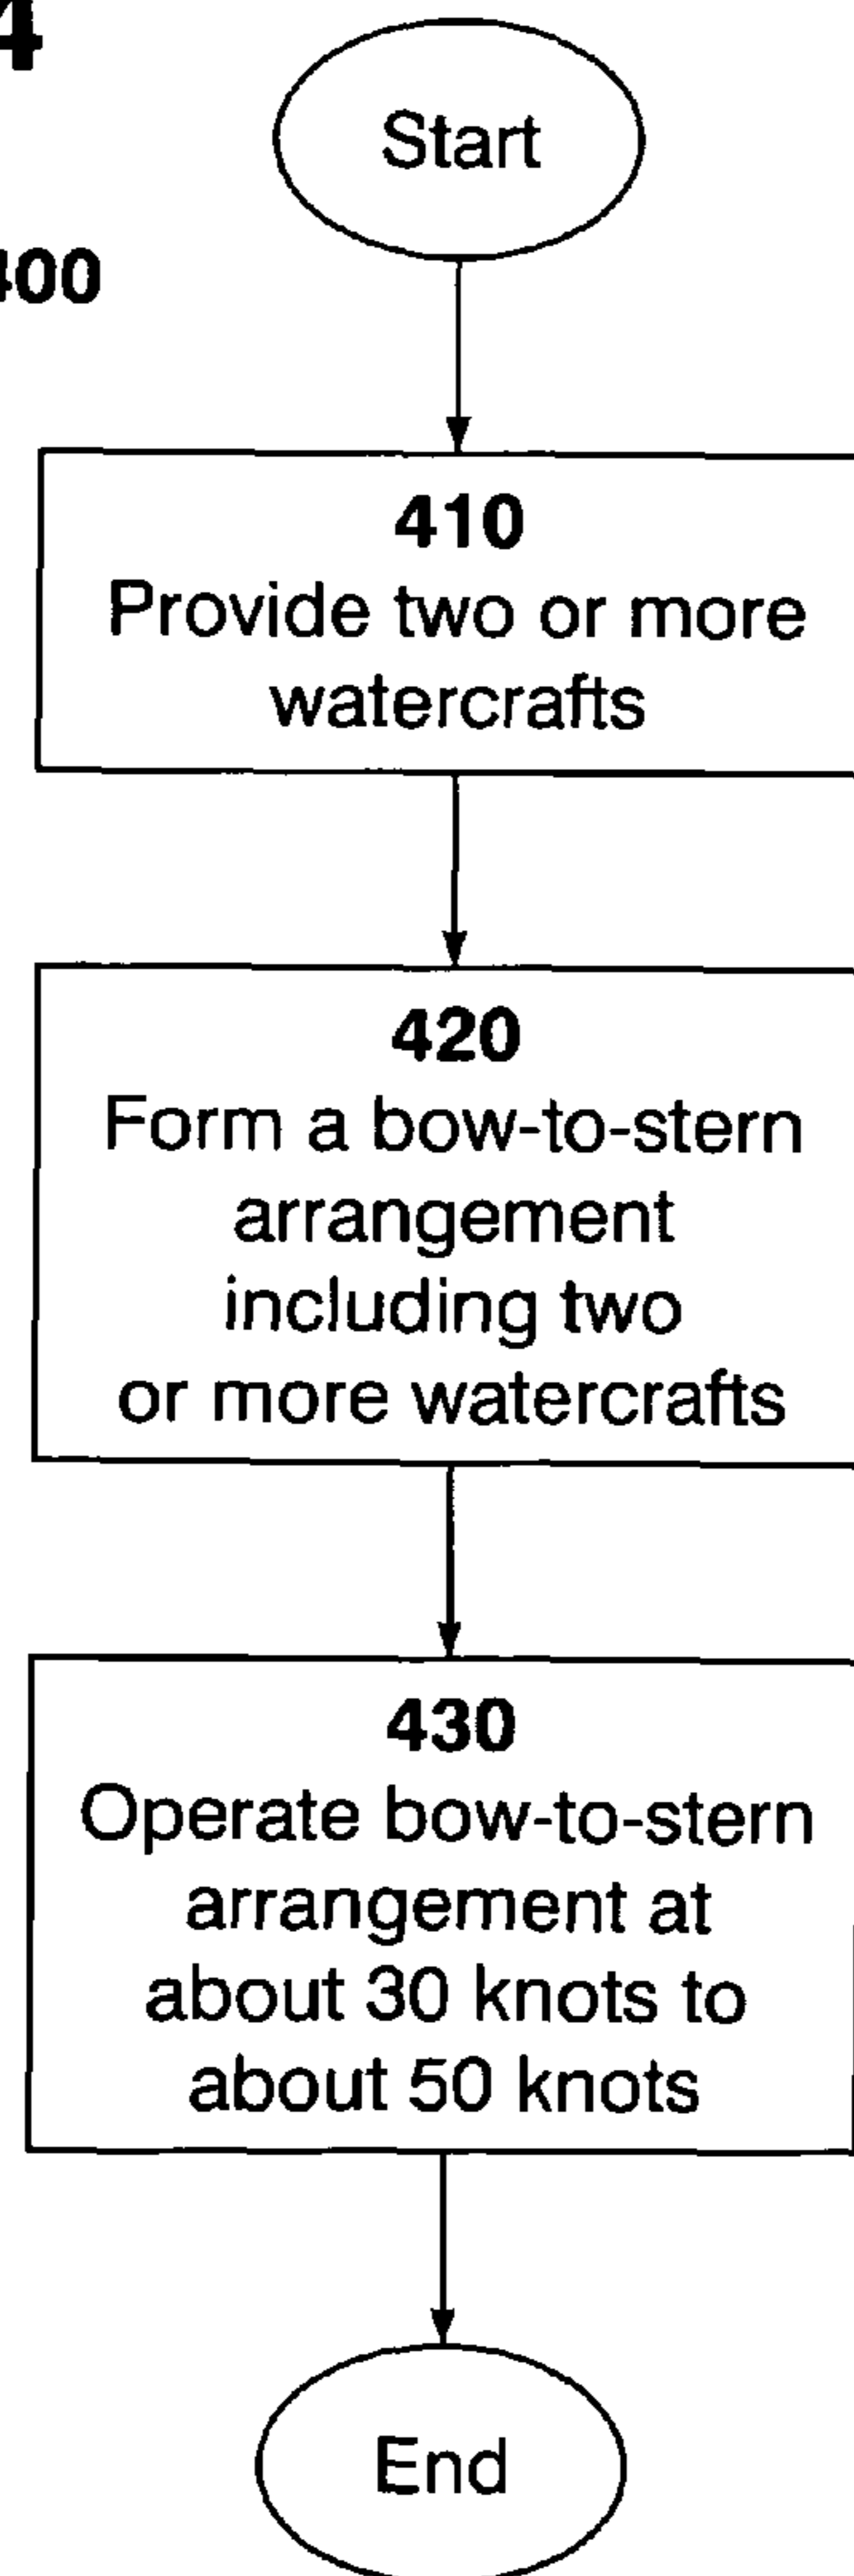 4
Start
400
410
Provide two or more
watercrafts
420
Form a bow-to-stern
arrangement
including two
or more watercrafts
430
Operate bow-to-stern
arrangement at
about 30 knots to
about 50 knots
End